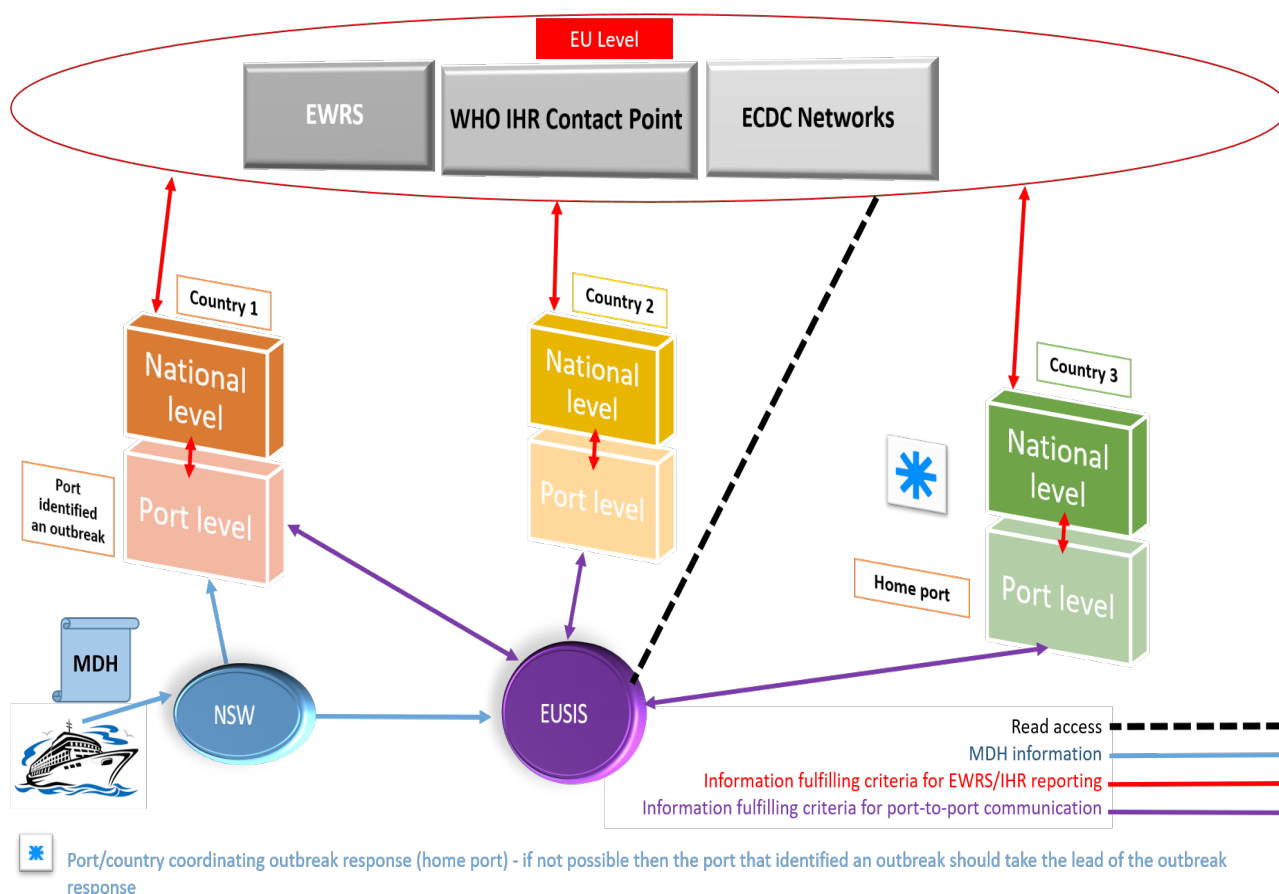 EU Level
EWRS
WHO IHR Contact Point
ECDC Networks
Country 1
National
level
Port
identified
an outbreak
Port level
Country 2
National
level
Port level
Country 3
National
level
Home port
Port level
MDH
NSW
EUSIS
Read access
MDH information
Information fulfilling criteria for EWRS/IHR reporting
Information fulfilling criteria for port-to-port communication
Port/country coordinating outbreak response (home port) - if not possible then the port that identified an outbreak should take the lead of the outbreak
response